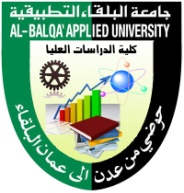 جامعة البلقاء التطبيقية
AL-BALQA' APPLIED UNIVERSITY
كلية الدراسات العليا
حوضي من عدن الى عمان البلقاء